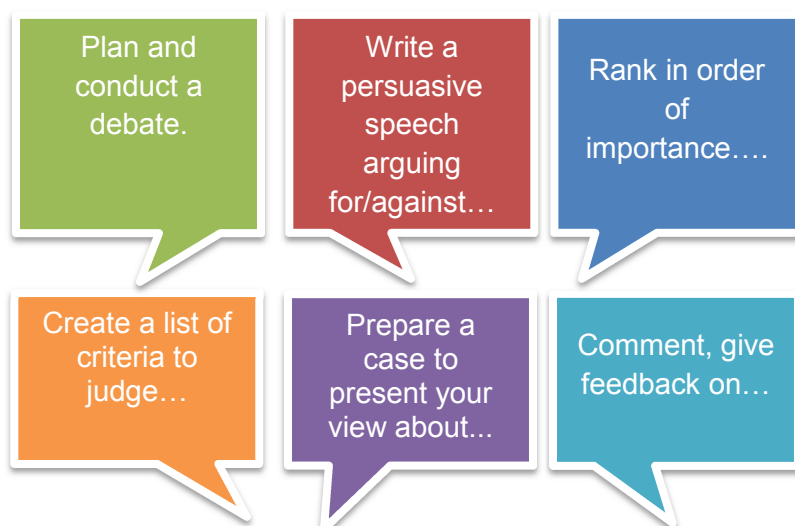 Plan and
conduct a
debate.
Write a
persuasive
speech
arguing
for/against…
Rank in order
of
importance….
Create a list of
criteria to
judge…
Prepare a
case to
present your
view about...
Comment, give
feedback on…